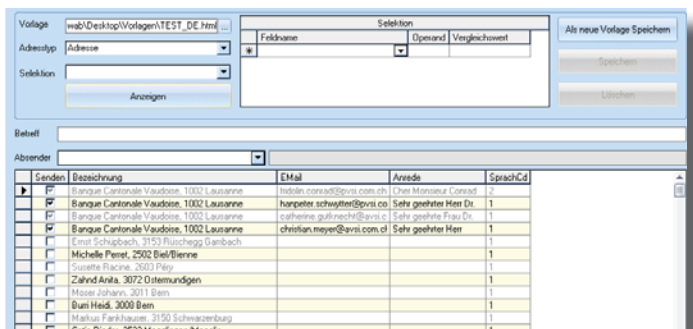 Vorlage wab\Desktop\Vorlagen\TEST_DE.html ...
Adresstyp Adresse
Selektion
Anzeigen
Selektion
Feldname Operand Vergleichswert
Als neue Vorlage Speichern
Speichern
Löschen
Betreff
Absender
Senden Bezeichnung EMail Anrede SprachCd
Banque Cantonale Vaudoise, 1002 Lausanne fridolin.conrad@pvsi.com.ch Cher Monsieur Conrad 2
Banque Cantonale Vaudoise, 1002 Lausanne hanpeter.schwytter@pvsi.co Sehr geehrter Herr Dr. 1
Banque Cantonale Vaudoise, 1002 Lausanne catherine.gutknecht@avsi.c Sehr geehrte Frau Dr. 1
Banque Cantonale Vaudoise, 1002 Lausanne christian.meyer@avsi.com.ch Sehr geehrter Herr 1
Ernst Schüpbach, 3153 Rüschegg Gambach 1
Michelle Perret, 2502 Biel/Bienne 1
Susette Racine, 2603 Péry 1
Zahnd Anita, 3072 Ostermundigen 1
Moser Johann, 3011 Bern 1
Burri Heidi, 3008 Bern 1
Markus Fankhauser, 3150 Schwarzenburg 1